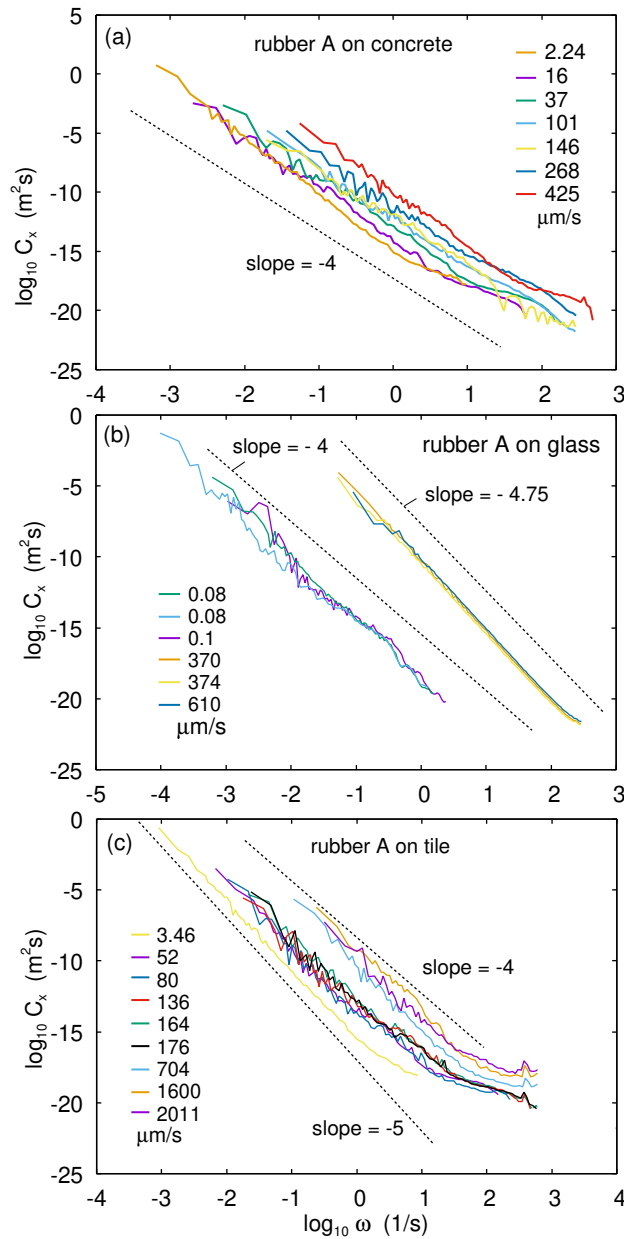 (a)
rubber A on concrete
2.24
16
37
101
146
268
425
μm/s
slope = -4
log10 Cx (m²s)
5
0
-5
-10
-15
-20
-25
-4 -3 -2 -1 0 1 2 3
(b)
slope = - 4
rubber A on glass
slope = - 4.75
0.08
0.08
0.1
370
374
610
μm/s
log10 Cx (m²s)
0
-5
-10
-15
-20
-25
-5 -4 -3 -2 -1 0 1 2 3
(c)
rubber A on tile
3.46
52
80
136
164
176
704
1600
2011
μm/s
slope = -4
slope = -5
log10 Cx (m²s)
0
-5
-10
-15
-20
-25
-4 -3 -2 -1 0 1 2 3 4
log10 ω (1/s)